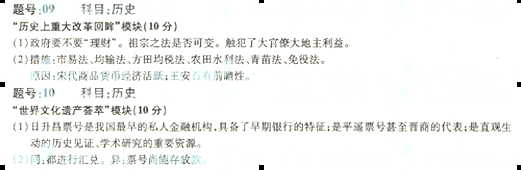 题号:09 科目:历史
“历史上重大改革回眸”模块(10 分)
(1)政府要不要“理财”。祖宗之法是否可变。触犯了大官僚大地主利益。
(2)措施:市易法、均输法、方田均税法、农田水利法、青苗法、免役法。
原因:宋代商品货币经济活跃;王安石有前瞻性。
题号:10 科目:历史
“世界文化遗产荟萃”模块(10 分)
(1)日升昌票号是我国最早的私人金融机构,具备了早期银行的特征;是平遥票号甚至晋商的代表;是直观生
动的历史见证、学术研究的重要资源。
(2)同:都进行汇兑。异:票号尚能存放款。